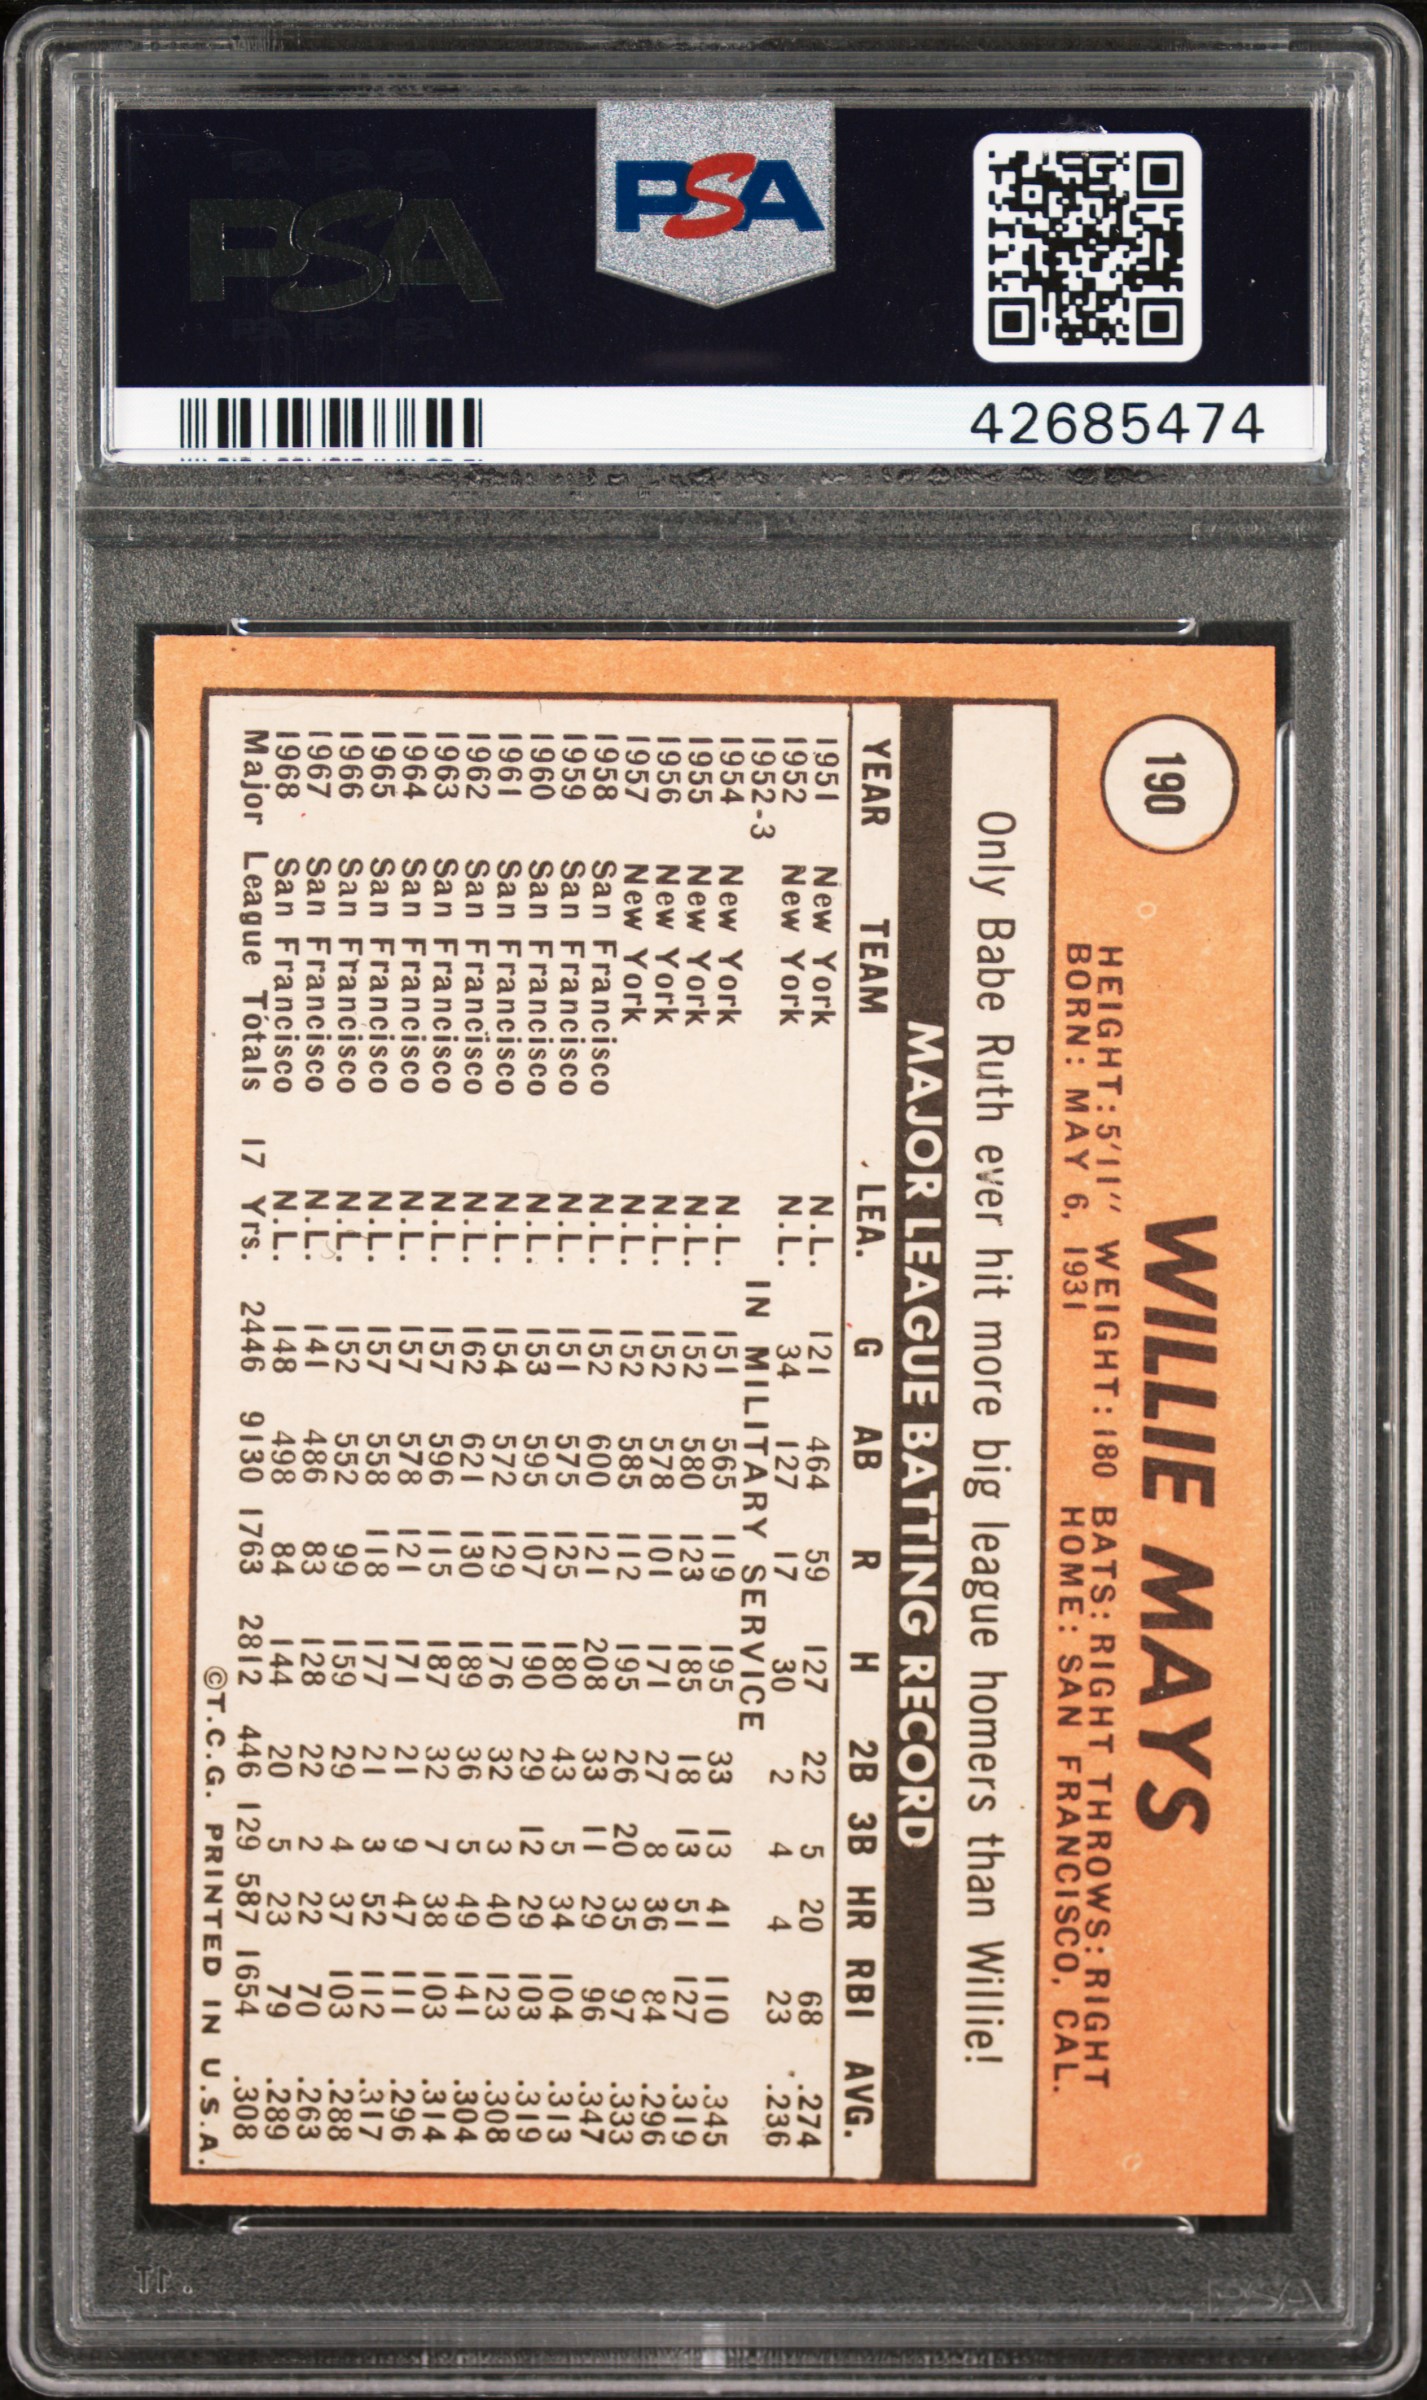 PSA
PSA
42685474
190
WILLIE MAYS
HEIGHT: 5'11" WEIGHT: 180 BATS: RIGHT THROWS: RIGHT
BORN: MAY 6, 1931 HOME: SAN FRANCISCO, CAL.
Only Babe Ruth ever hit more big league homers than Willie!
MAJOR LEAGUE BATTING RECORD
YEAR TEAM LEA. G AB R H 2B 3B HR RBI AVG.
1951 New York N.L. 121 464 59 127 22 5 20 68 .274
1952 New York N.L. 34 127 17 30 2 4 4 23 .236
1952-3 IN MILITARY SERVICE
1954 New York N.L. 151 565 119 195 33 13 41 110 .345
1955 New York N.L. 152 580 123 185 18 13 51 127 .319
1956 New York N.L. 152 578 101 171 27 8 36 84 .296
1957 New York N.L. 152 585 112 195 26 20 35 97 .333
1958 San Francisco N.L. 152 600 121 208 33 11 29 96 .347
1959 San Francisco N.L. 151 575 125 180 43 5 34 104 .313
1960 San Francisco N.L. 153 595 107 190 29 12 29 103 .319
1961 San Francisco N.L. 154 572 129 176 32 3 40 123 .308
1962 San Francisco N.L. 162 621 130 189 36 5 49 141 .304
1963 San Francisco N.L. 157 596 115 187 32 7 38 103 .314
1964 San Francisco N.L. 157 578 121 171 21 9 47 111 .296
1965 San Francisco N.L. 157 558 118 177 21 3 52 112 .317
1966 San Francisco N.L. 152 552 99 159 29 4 37 103 .288
1967 San Francisco N.L. 141 486 83 128 22 2 22 70 .263
1968 San Francisco N.L. 148 498 84 144 20 5 23 79 .289
Major League Totals 17 Yrs. 2446 9130 1763 2812 446 129 587 1654 .308
©T.C.G. PRINTED IN U.S.A.
PSA